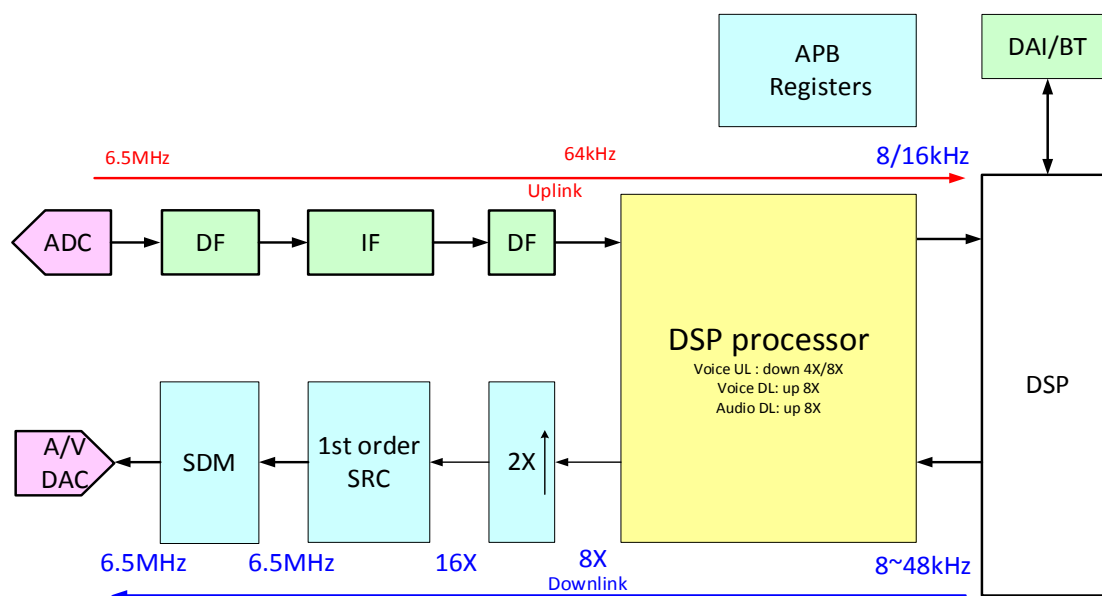 APB
Registers
DAI/BT
6.5MHz
64kHz
8/16kHz
Uplink
ADC
DF
IF
DF
DSP processor
Voice UL : down 4X/8X
Voice DL: up 8X
Audio DL: up 8X
DSP
A/V
DAC
SDM
1st order
SRC
2X
6.5MHz
6.5MHz
16X
8X
8~48kHz
Downlink